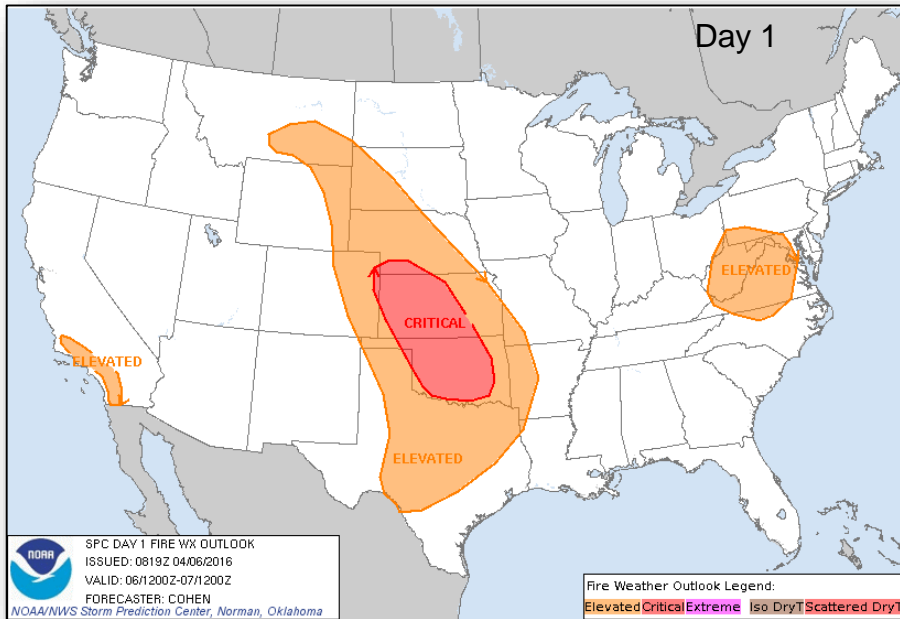 Day 1
ELEVATED
CRITICAL
ELEVATED
ELEVATED
NOAA
SPC DAY 1 FIRE WX OUTLOOK
ISSUED: 0819Z 04/06/2016
VALID: 06/1200Z-07/1200Z
FORECASTER: COHEN
NOAA/NWS Storm Prediction Center, Norman, Oklahoma
Fire Weather Outlook Legend:
Elevated Critical Extreme Iso DryT Scattered DryT